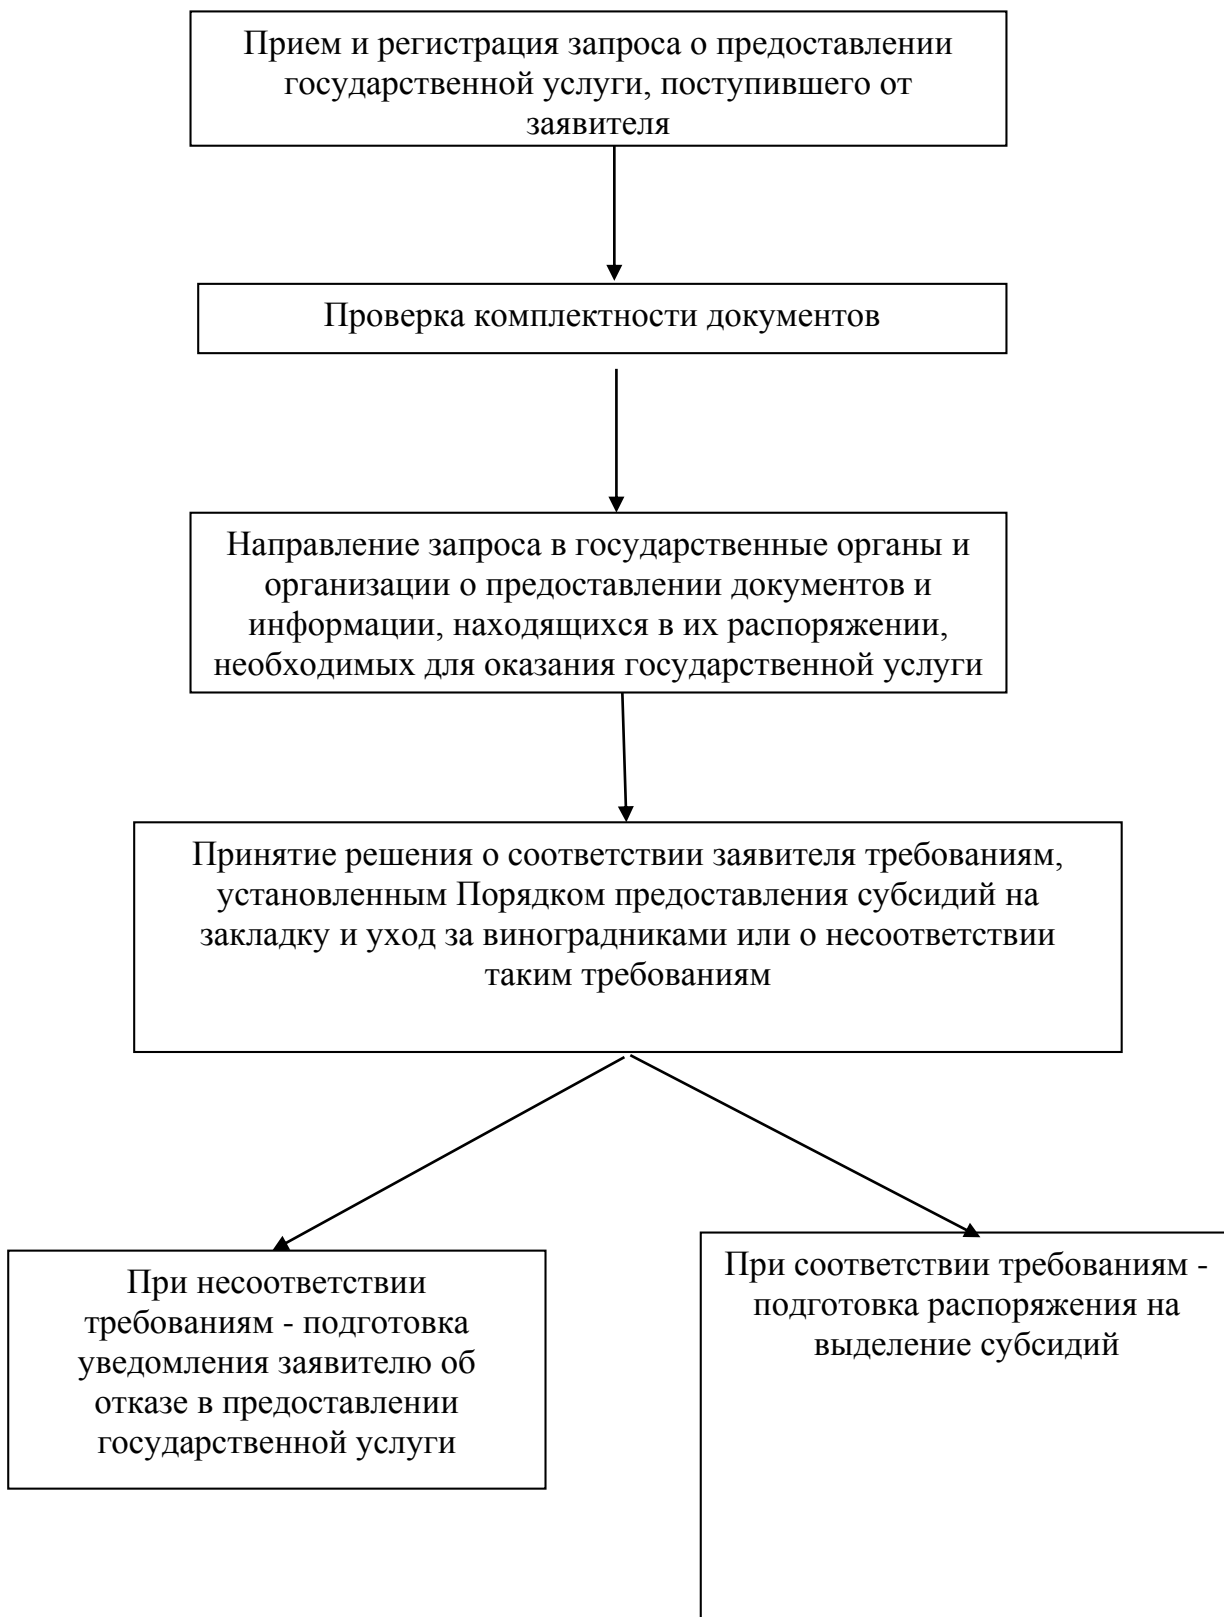 Прием и регистрация запроса о предоставлении
государственной услуги, поступившего от
заявителя
Проверка комплектности документов
Направление запроса в государственные органы и
организации о предоставлении документов и
информации, находящихся в их распоряжении,
необходимых для оказания государственной услуги
Принятие решения о соответствии заявителя требованиям,
установленным Порядком предоставления субсидий на
закладку и уход за виноградниками или о несоответствии
таким требованиям
При несоответствии
требованиям - подготовка
уведомления заявителю об
отказе в предоставлении
государственной услуги
При соответствии требованиям -
подготовка распоряжения на
выделение субсидий